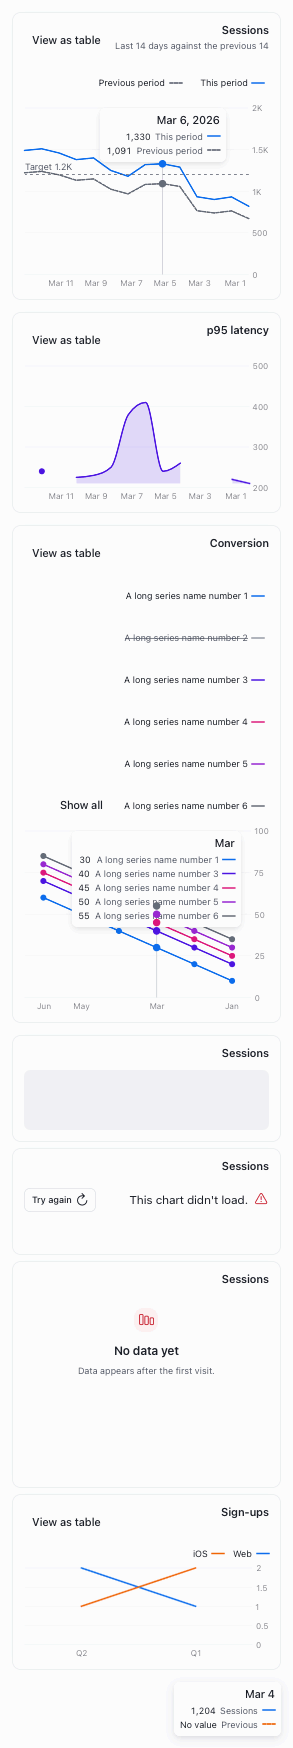 Sessions
View as table
Last 14 days against the previous 14
This period
Previous period
2K
1.5K
1K
500
0
Target 1.2K
Mar 6, 2026
1,330 This period
1,091 Previous period
Mar 11 Mar 9 Mar 7 Mar 5 Mar 3 Mar 1
p95 latency
View as table
500
400
300
200
Mar 11 Mar 9 Mar 7 Mar 5 Mar 3 Mar 1
Conversion
View as table
A long series name number 1
A long series name number 2
A long series name number 3
A long series name number 4
A long series name number 5
A long series name number 6
Show all
100
75
50
25
0
Mar
30 A long series name number 1
40 A long series name number 3
45 A long series name number 4
50 A long series name number 5
55 A long series name number 6
Jun May Mar Jan
Sessions
Sessions
This chart didn't load.
Try again
Sessions
No data yet
Data appears after the first visit.
Sign-ups
View as table
iOS Web
2
1.5
1
0.5
0
Q2 Q1
Mar 4
1,204 Sessions
No value Previous